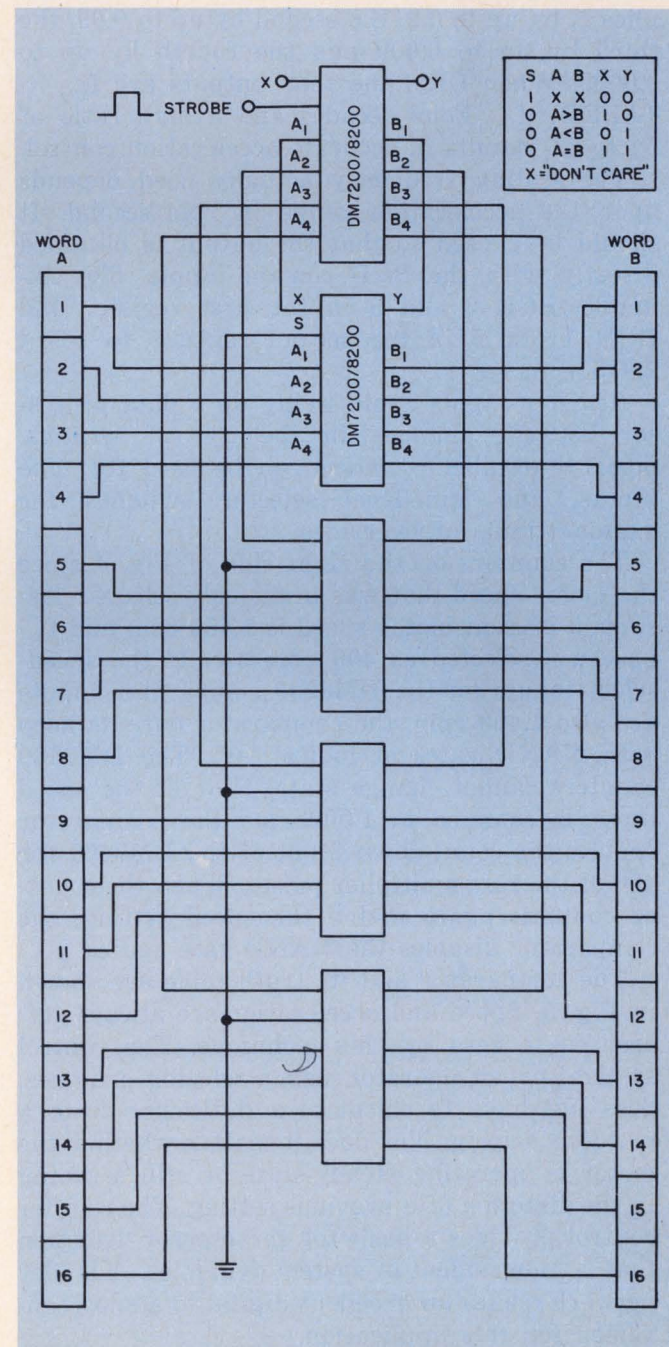 S A B X Y
1 X X 0 0
0 A>B 1 0
0 A<B 0 1
0 A=B 1 1
X ="DON'T CARE"
X Y
STROBE
A1 B1
A2 B2
A3 B3
A4 B4
DM7200/8200
WORD A
WORD B
X Y
S
A1 B1
A2 B2
A3 B3
A4 B4
DM7200/8200
1 1
2 2
3 3
4 4
5 5
6 6
7 7
8 8
9 9
10 10
11 11
12 12
13 13
14 14
15 15
16 16